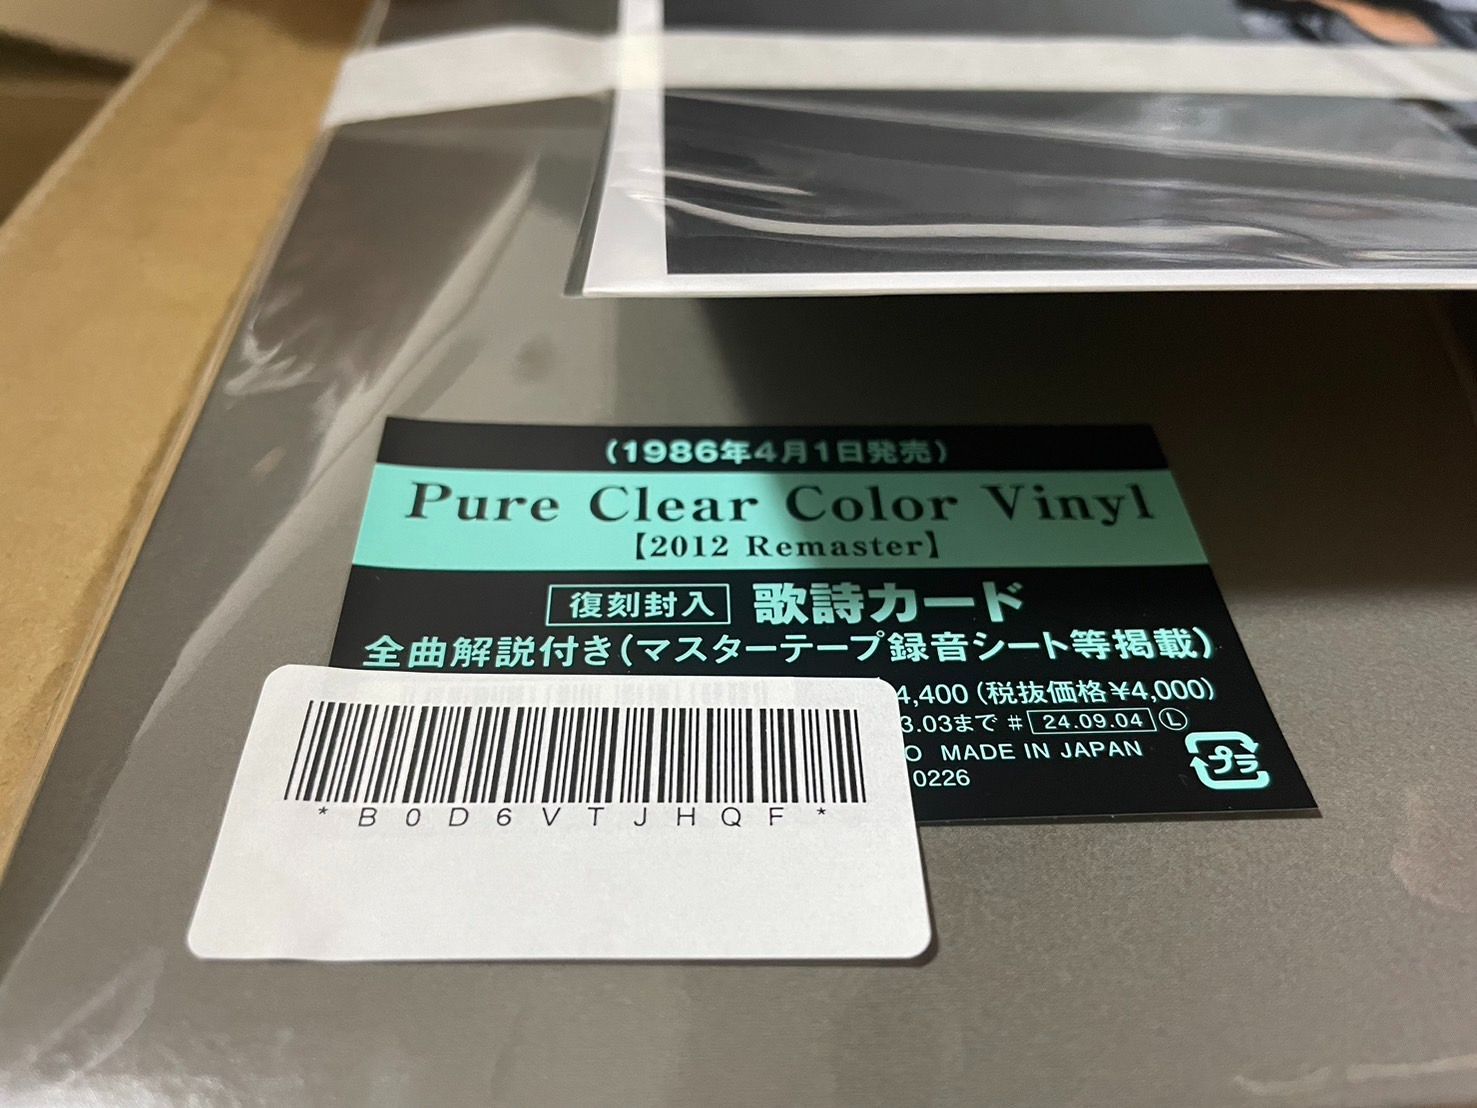 （1986年4月1日発売）
Pure Clear Color Vinyl
【2012 Remaster】
復刻封入 歌詩カード
全曲解説付き（マスターテープ録音シート等掲載）
4,400（税抜価格¥4,000）
3.03まで # 24.09.04 Ⓛ
O MADE IN JAPAN
0226
プラ
*B0D6VTJHQF*